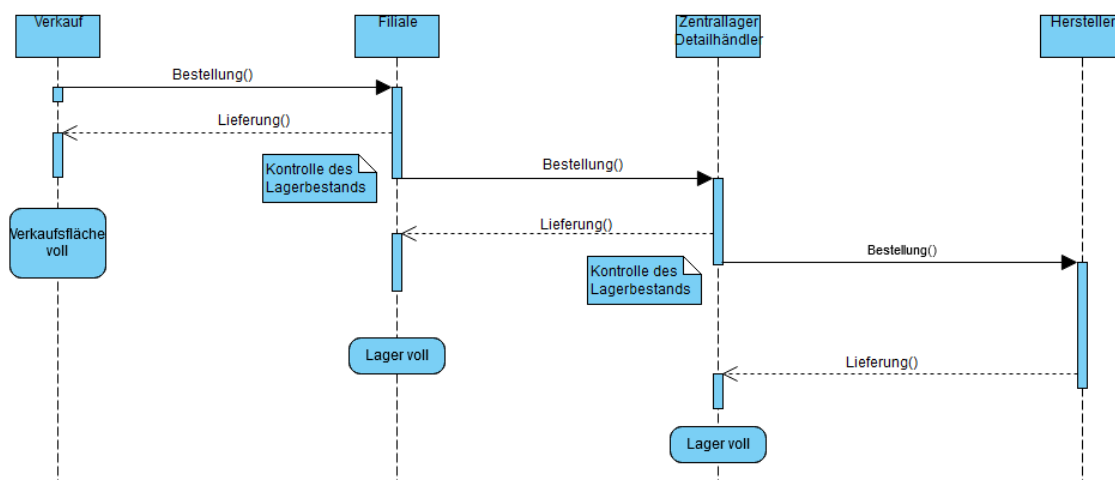 Verkauf
Filiale
Zentrallager
Detailhändler
Hersteller
Bestellung()
Lieferung()
Kontrolle des
Lagerbestands
Bestellung()
Verkaufsfläche
voll
Lieferung()
Bestellung()
Kontrolle des
Lagerbestands
Lager voll
Lieferung()
Lager voll